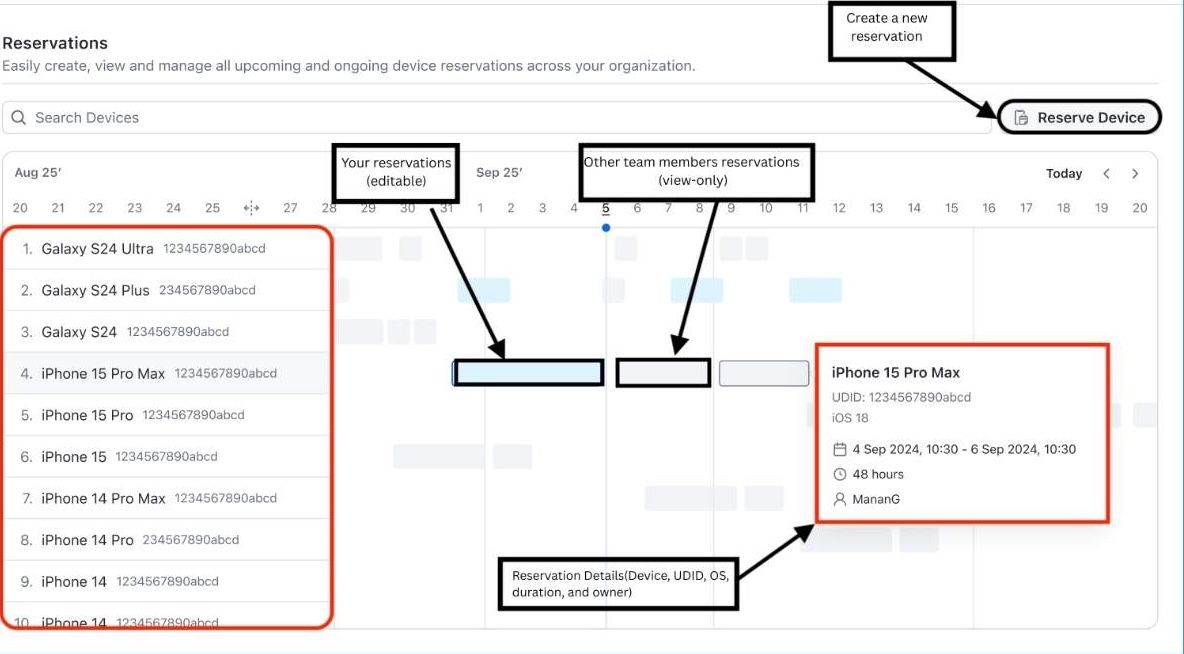 Create a new
reservation
Reservations
Easily create, view and manage all upcoming and ongoing device reservations across your organization.
Search Devices
Reserve Device
Your reservations
(editable)
Other team members reservations
(view-only)
Aug 25′
Sep 25′
Today
20 21 22 23 24 25 27 28 29 30 31 1 2 3 4 5 6 7 8 9 10 11 12 13 14 15 16 17 18 19 20
1. Galaxy S24 Ultra 1234567890abcd
2. Galaxy S24 Plus 234567890abcd
3. Galaxy S24 1234567890abcd
4. iPhone 15 Pro Max 1234567890abcd
5. iPhone 15 Pro 1234567890abcd
6. iPhone 15 1234567890abcd
7. iPhone 14 Pro Max 1234567890abcd
8. iPhone 14 Pro 234567890abcd
9. iPhone 14 1234567890abcd
10. iPhone 14 1234567890abcd
iPhone 15 Pro Max
UDID: 1234567890abcd
iOS 18
4 Sep 2024, 10:30 - 6 Sep 2024, 10:30
48 hours
MananG
Reservation Details(Device, UDID, OS,
duration, and owner)